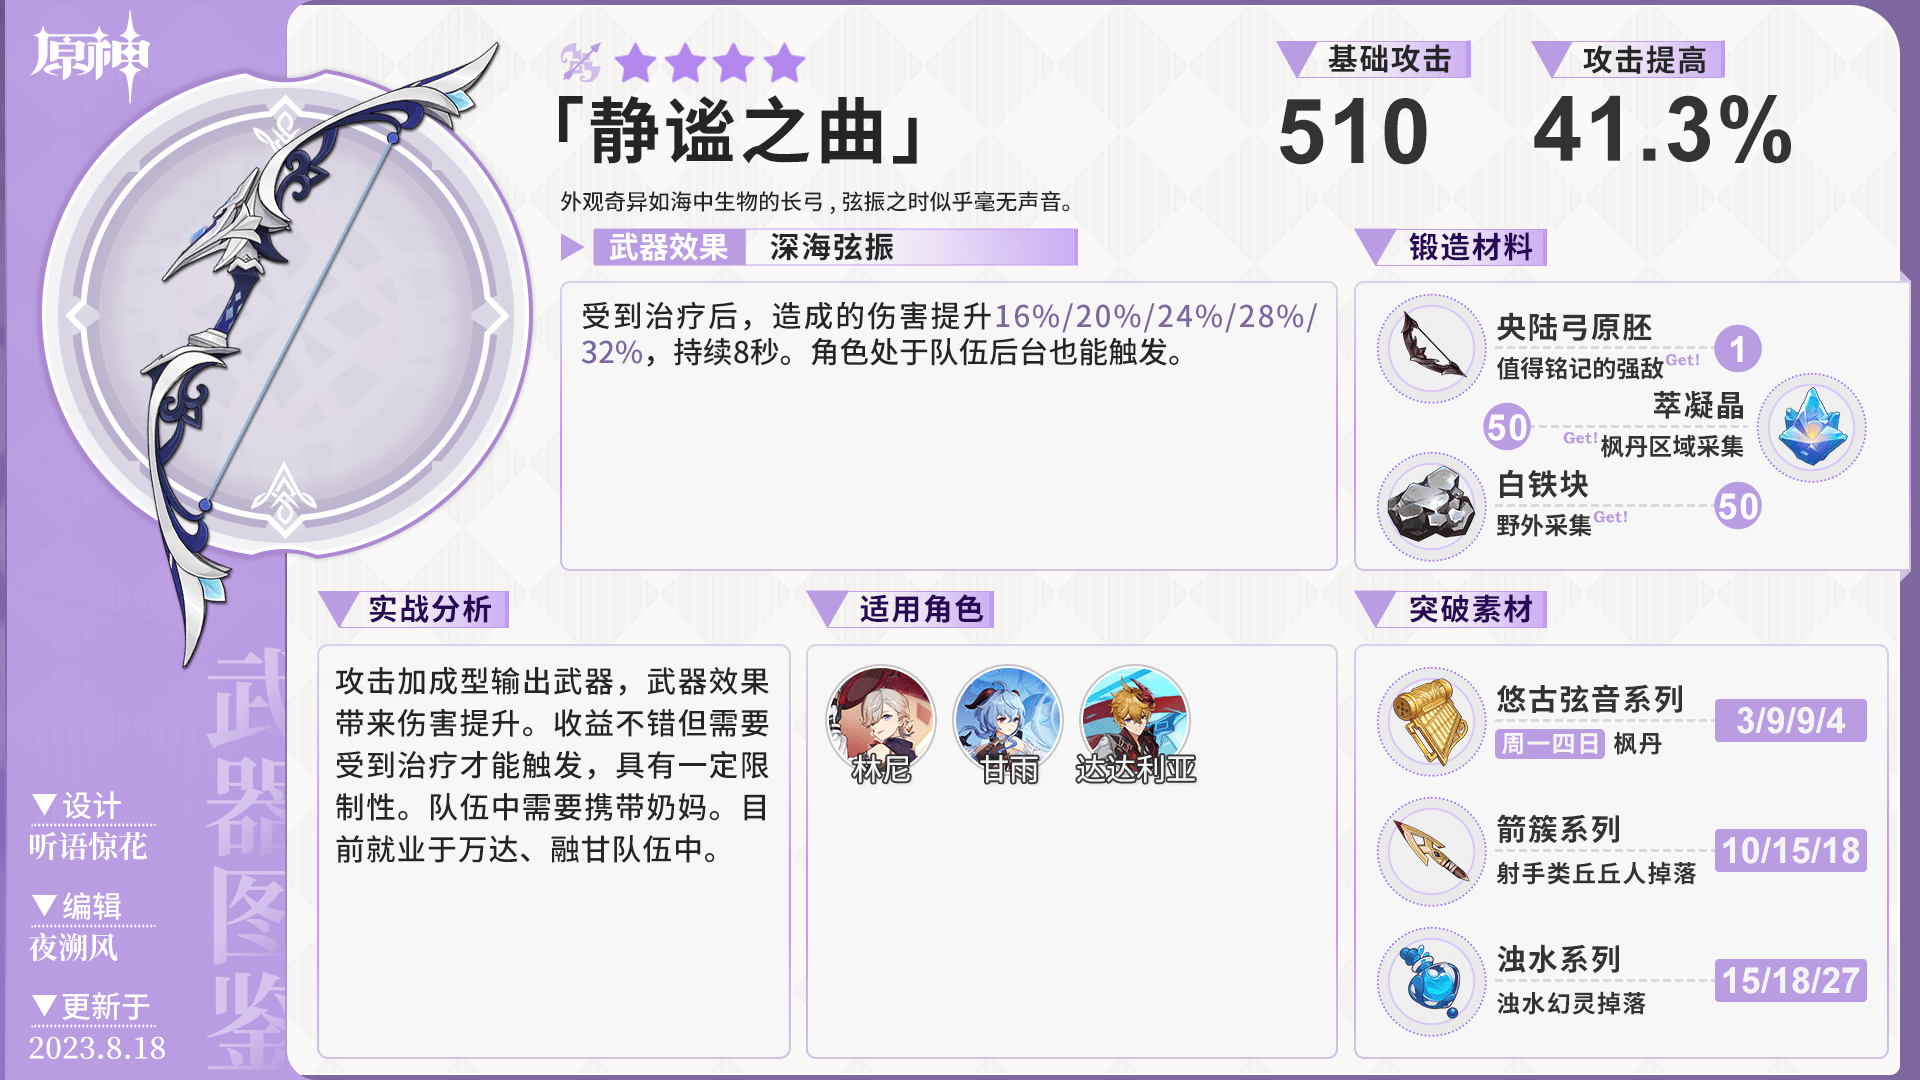 原神
「静谧之曲」
外观奇异如海中生物的长弓,弦振之时似乎毫无声音。
基础攻击
510
攻击提高
41.3%
武器效果
深海弦振
受到治疗后，造成的伤害提升16%/20%/24%/28%/
32%，持续8秒。角色处于队伍后台也能触发。
锻造材料
央陆弓原胚
1
值得铭记的强敌Get!
萃凝晶
50
Get!枫丹区域采集
白铁块
50
野外采集Get!
实战分析
攻击加成型输出武器，武器效果
带来伤害提升。收益不错但需要
受到治疗才能触发，具有一定限
制性。队伍中需要携带奶妈。目
前就业于万达、融甘队伍中。
适用角色
林尼
甘雨
达达利亚
突破素材
悠古弦音系列
3/9/9/4
周一四日 枫丹
箭簇系列
10/15/18
射手类丘丘人掉落
浊水系列
15/18/27
浊水幻灵掉落
武器图鉴
▼设计
听语惊花
▼编辑
夜溯风
▼更新于
2023.8.18